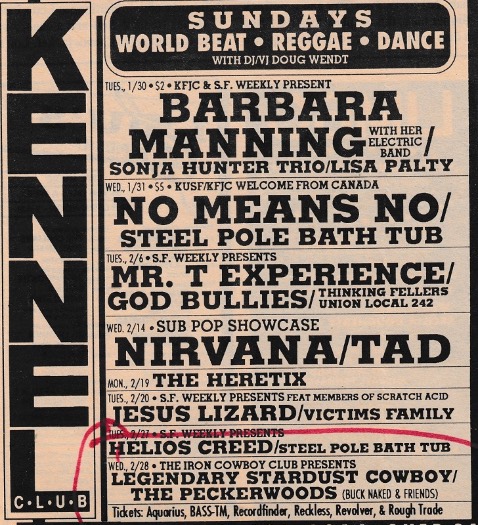 KENNEL
C•L•U•B
SUNDAYS
WORLD BEAT • REGGAE • DANCE
WITH DJ/VJ DOUG WENDT
TUES., 1/30 • $2 • KFJC & S.F. WEEKLY PRESENT
BARBARA
MANNING WITH HER ELECTRIC BAND /
SONJA HUNTER TRIO/LISA PALTY
WED., 1/31 • $5 • KUSF/KFJC WELCOME FROM CANADA
NO MEANS NO/
STEEL POLE BATH TUB
TUES., 2/6 • S.F. WEEKLY PRESENTS
MR. T EXPERIENCE/
GOD BULLIES/THINKING FELLERS UNION LOCAL 242
WED. 2/14 • SUB POP SHOWCASE
NIRVANA/TAD
MON., 2/19 THE HERETIX
TUES., 2/20 • S.F. WEEKLY PRESENTS FEAT MEMBERS OF SCRATCH ACID
JESUS LIZARD/VICTIMS FAMILY
TUES., 2/27 • S.F. WEEKLY PRESENTS
HELIOS CREED/STEEL POLE BATH TUB
WED., 2/28 • THE IRON COWBOY CLUB PRESENTS
LEGENDARY STARDUST COWBOY/
THE PECKERWOODS (BUCK NAKED & FRIENDS)
Tickets: Aquarius, BASS-TM, Recordfinder, Reckless, Revolver, & Rough Trade